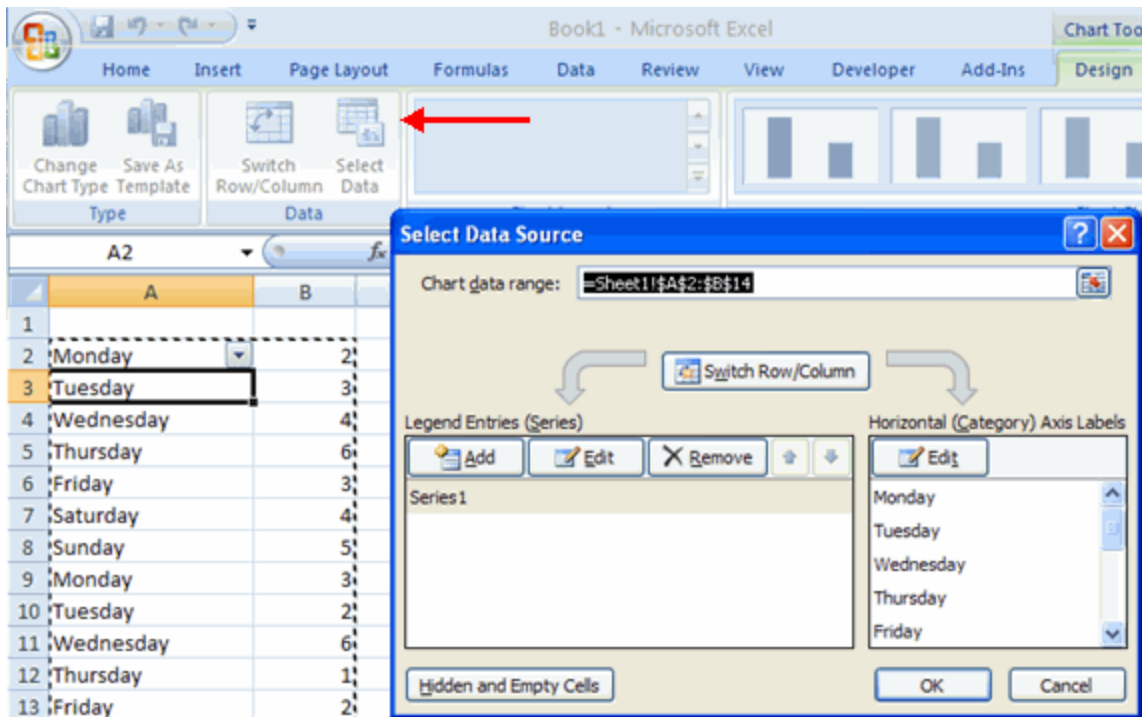 Book1 - Microsoft Excel
Chart Too
Home Insert Page Layout Formulas Data Review View Developer Add-Ins Design
Change Save As Switch Select
Chart Type Template Row/Column Data
Type Data
A2 fx
Select Data Source
Chart data range: =Sheet1!$A$2:$B$14
Switch Row/Column
Legend Entries (Series) Horizontal (Category) Axis Labels
Add Edit Remove Edit
Series1
Monday
Tuesday
Wednesday
Thursday
Friday
Hidden and Empty Cells OK Cancel
A B
1
2 Monday 2
3 Tuesday 3
4 Wednesday 4
5 Thursday 6
6 Friday 3
7 Saturday 4
8 Sunday 5
9 Monday 3
10 Tuesday 2
11 Wednesday 6
12 Thursday 1
13 Friday 2